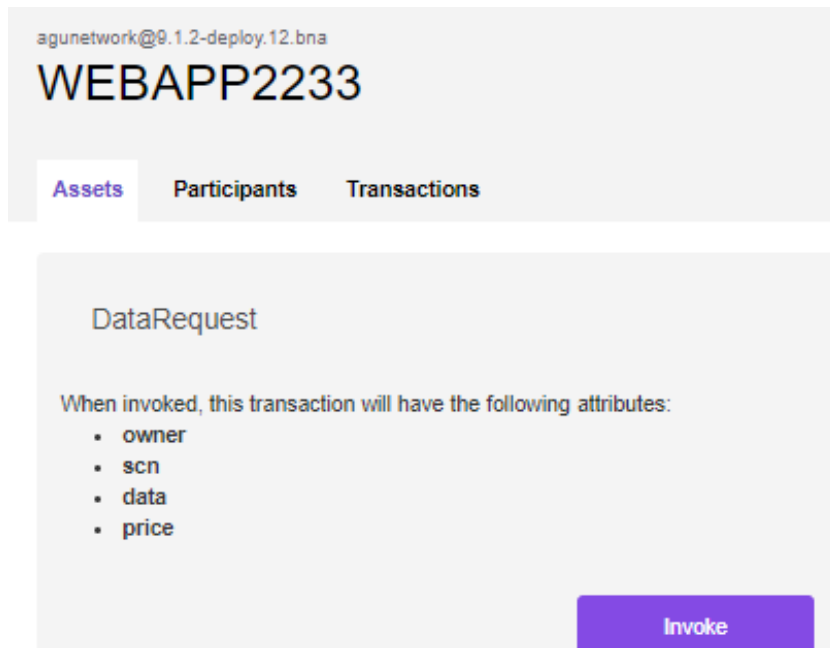 agunetwork@9.1.2-deploy.12.bna
WEBAPP2233
Assets Participants Transactions
DataRequest
When invoked, this transaction will have the following attributes:
• owner
• scn
• data
• price
Invoke